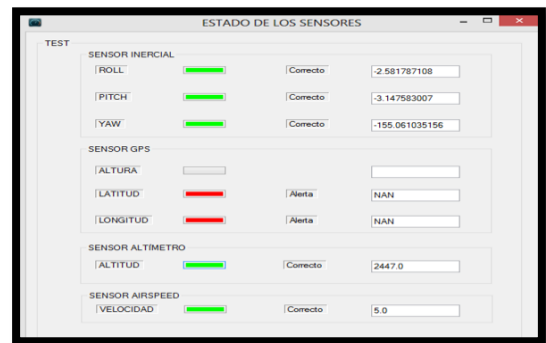 ESTADO DE LOS SENSORES
TEST
SENSOR INERCIAL
ROLL Correcto -2.581787108
PITCH Correcto -3.147583007
YAW Correcto -155.061035156
SENSOR GPS
ALTURA
LATITUD Alerta NAN
LONGITUD Alerta NAN
SENSOR ALTÍMETRO
ALTITUD Correcto 2447.0
SENSOR AIRSPEED
VELOCIDAD Correcto 5.0